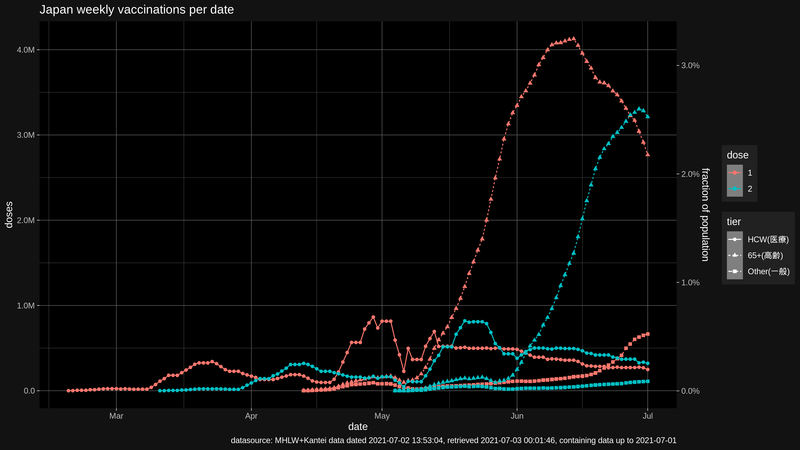 Japan weekly vaccinations per date
4.0M
3.0M
2.0M
1.0M
0.0
doses
3.0%
2.0%
1.0%
0.0%
fraction of population
Mar
Apr
May
Jun
Jul
date
dose
1
2
tier
HCW(医療)
65+(高齢)
Other(一般)
datasource: MHLW+Kantei data dated 2021-07-02 13:53:04, retrieved 2021-07-03 00:01:46, containing data up to 2021-07-01